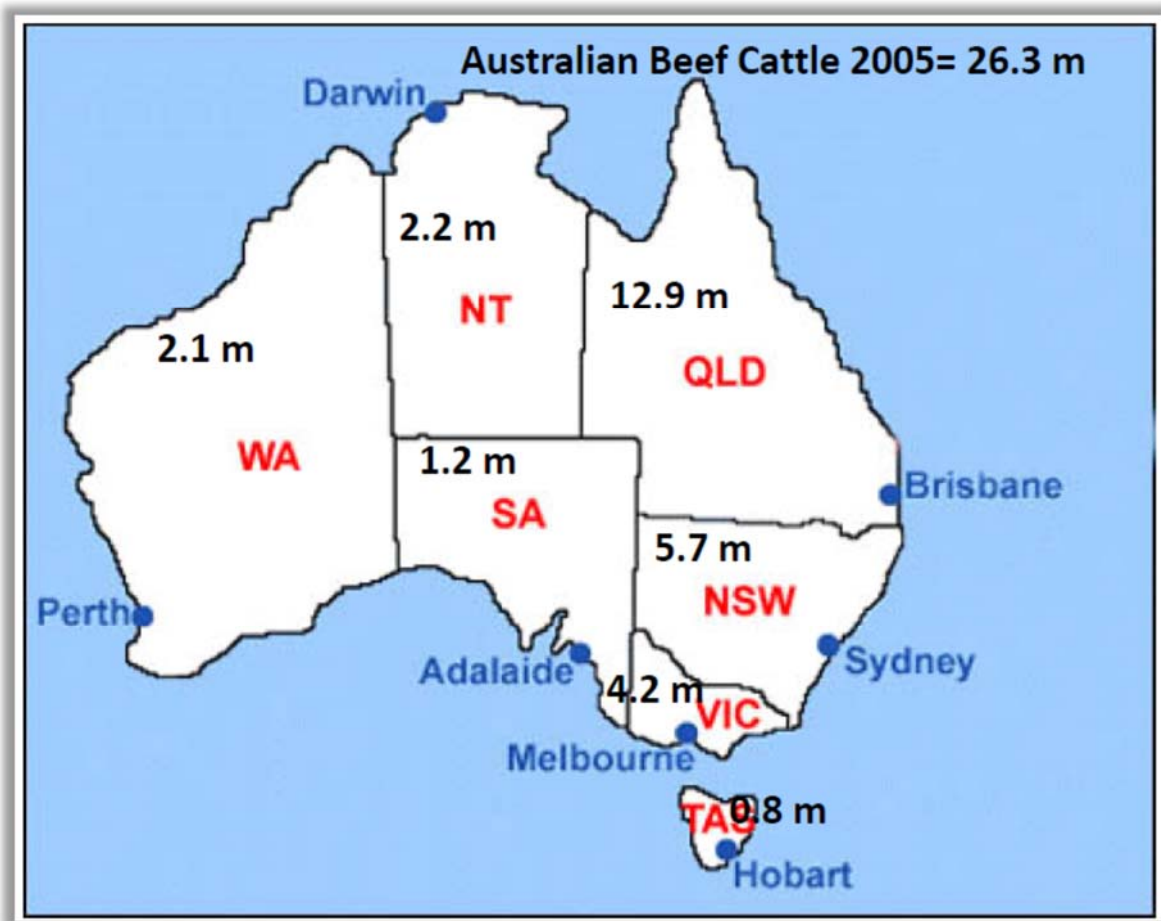 Australian Beef Cattle 2005= 26.3 m
Darwin
2.2 m
NT
12.9 m
2.1 m
QLD
WA
1.2 m
SA
Brisbane
5.7 m
NSW
Perth
Adalaide
Sydney
4.2 m
VIC
Melbourne
0.8 m
TAS
Hobart